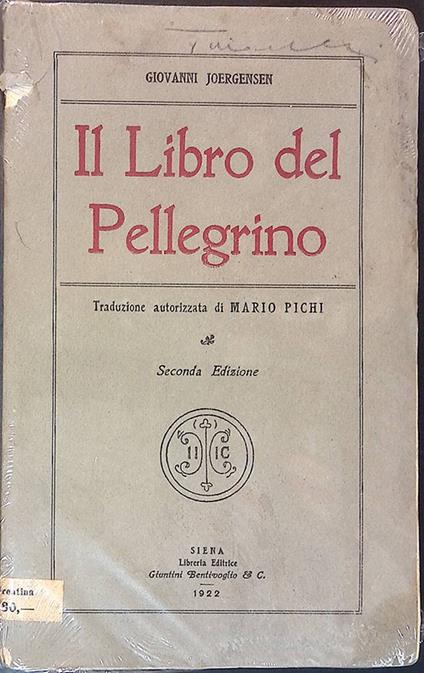 GIOVANNI JOERGENSEN
Il Libro del
Pellegrino
Traduzione autorizzata di MARIO PICHI
Seconda Edizione
SIENA
Libreria Editrice
Giuntini Bentivoglio & C.
1922